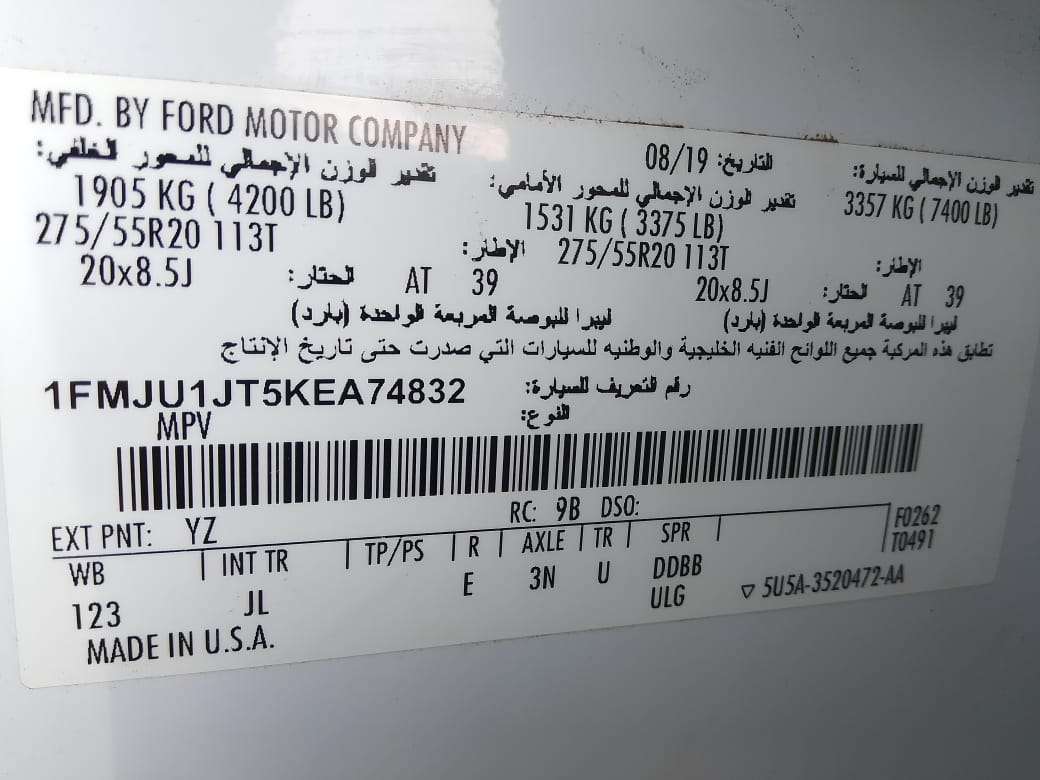 MFD. BY FORD MOTOR COMPANY
التاريخ: 08/19
تقدير الوزن الإجمالي للسيارة: تقدير الوزن الإجمالي للمحور الأمامي: تقدير الوزن الإجمالي للمحور الخلفي:
1905 KG ( 4200 LB) 1531 KG ( 3375 LB) 3357 KG ( 7400 LB)
275/55R20 113T الإطار: 275/55R20 113T الإطار:
20x8.5J الحتار: AT 39 20x8.5J الحتار: AT 39
ليبرا للبوصة المربعة الواحدة (بارد) ليبرا للبوصة المربعة الواحدة (بارد)
تطابق هذه المركبة جميع اللوائح الفنيه الخليجية والوطنيه للسيارات التي صدرت حتى تاريخ الإنتاج
1FMJU1JT5KEA74832 رقم التعريف للسيارة:
MPV النوع:
EXT PNT: YZ RC: 9B DSO:
WB | INT TR | TP/PS | R | AXLE | TR | SPR | F0262
T0491
123 JL E 3N U DDBB
ULG ▽ 5U5A-3520472-AA
MADE IN U.S.A.